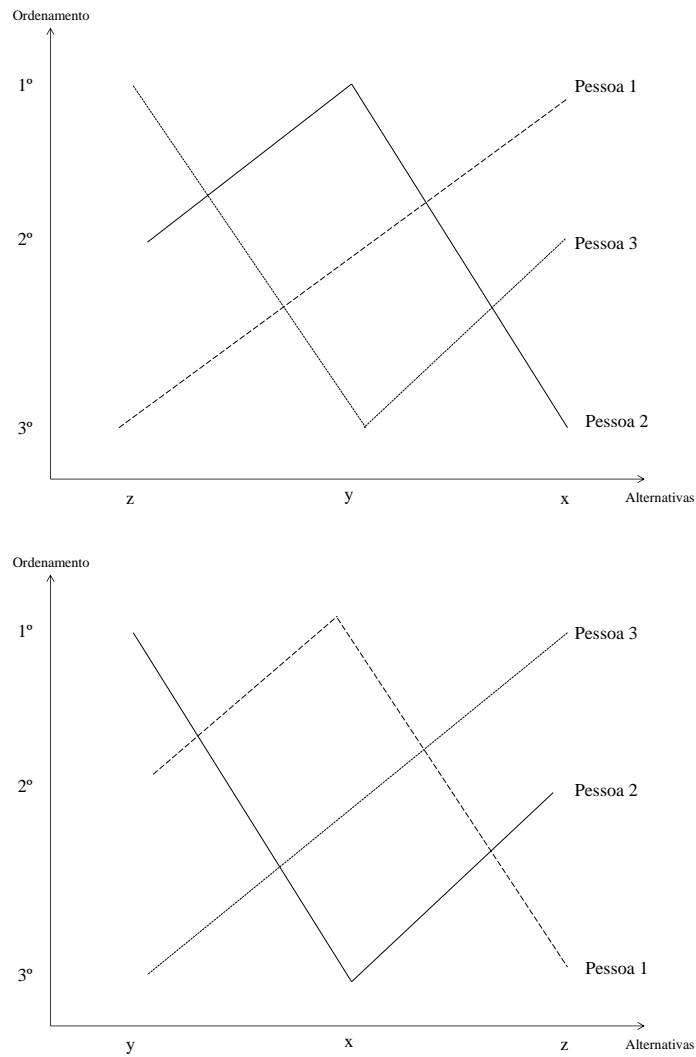 Ordenamento
1º
Pessoa 1
2º
Pessoa 3
3º
Pessoa 2
z
y
x
Alternativas
Ordenamento
1º
Pessoa 3
2º
Pessoa 2
3º
Pessoa 1
y
x
z
Alternativas